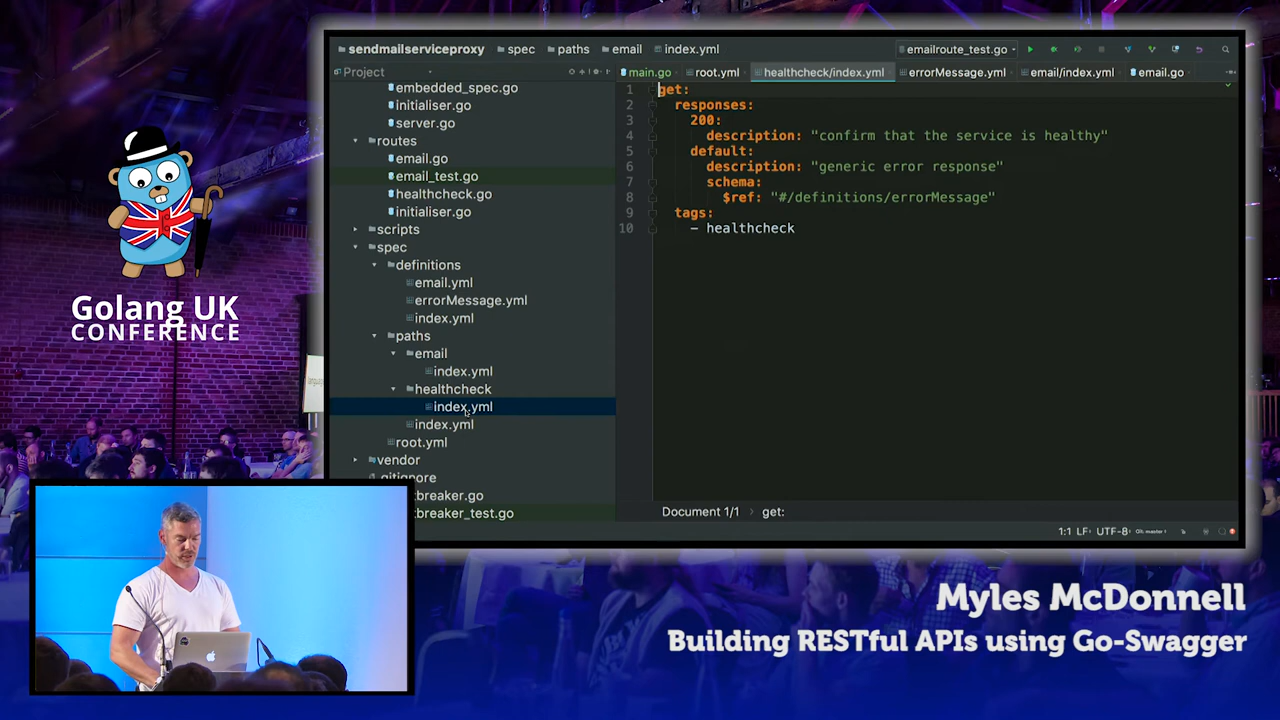 sendmailserviceproxy spec paths email index.yml
emailroute_test.go
Project
main.go root.yml healthcheck/index.yml errorMessage.yml email/index.yml email.go
embedded_spec.go
initialiser.go
server.go
routes
email.go
email_test.go
healthcheck.go
initialiser.go
scripts
spec
definitions
email.yml
errorMessage.yml
index.yml
paths
email
index.yml
healthcheck
index.yml
index.yml
root.yml
vendor
.gitignore
breaker.go
breaker_test.go
1 get:
2 responses:
3 200:
4 description: "confirm that the service is healthy"
5 default:
6 description: "generic error response"
7 schema:
8 $ref: "#/definitions/errorMessage"
9 tags:
10 - healthcheck
Document 1/1 get:
1:1 LF UTF-8 Git: master
Golang UK
CONFERENCE
Myles McDonnell
Building RESTful APIs using Go-Swagger